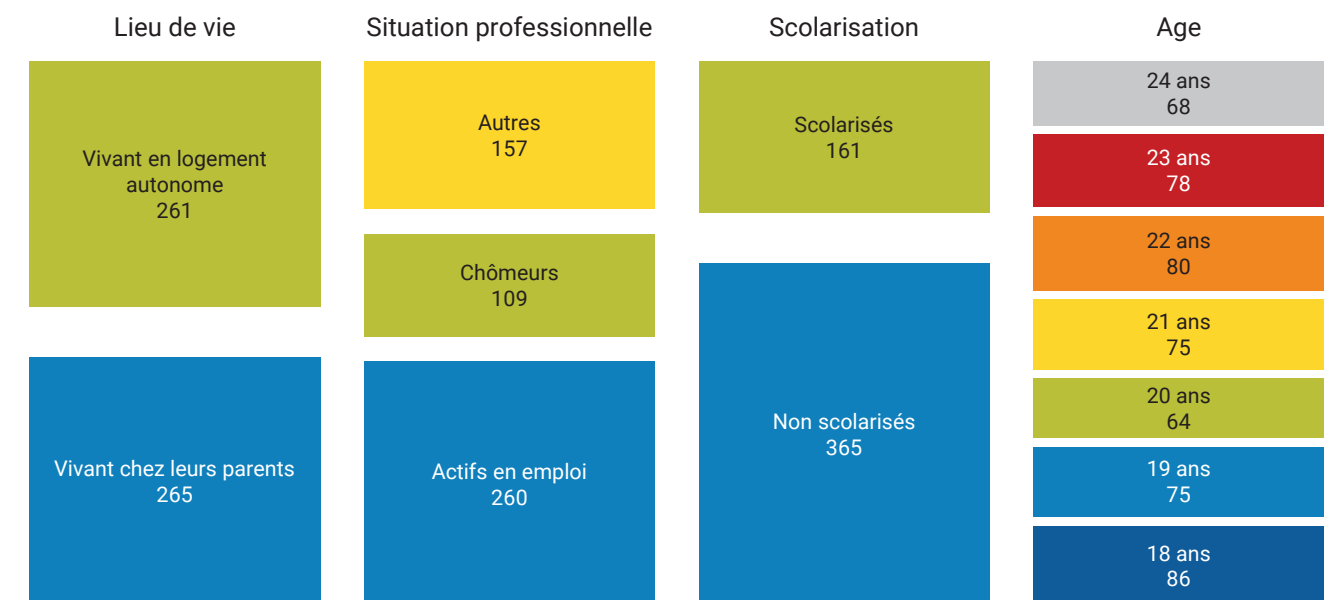 Lieu de vie
Vivant en logement
autonome
261
Vivant chez leurs parents
265
Situation professionnelle
Autres
157
Chômeurs
109
Actifs en emploi
260
Scolarisation
Scolarisés
161
Non scolarisés
365
Age
24 ans
68
23 ans
78
22 ans
80
21 ans
75
20 ans
64
19 ans
75
18 ans
86